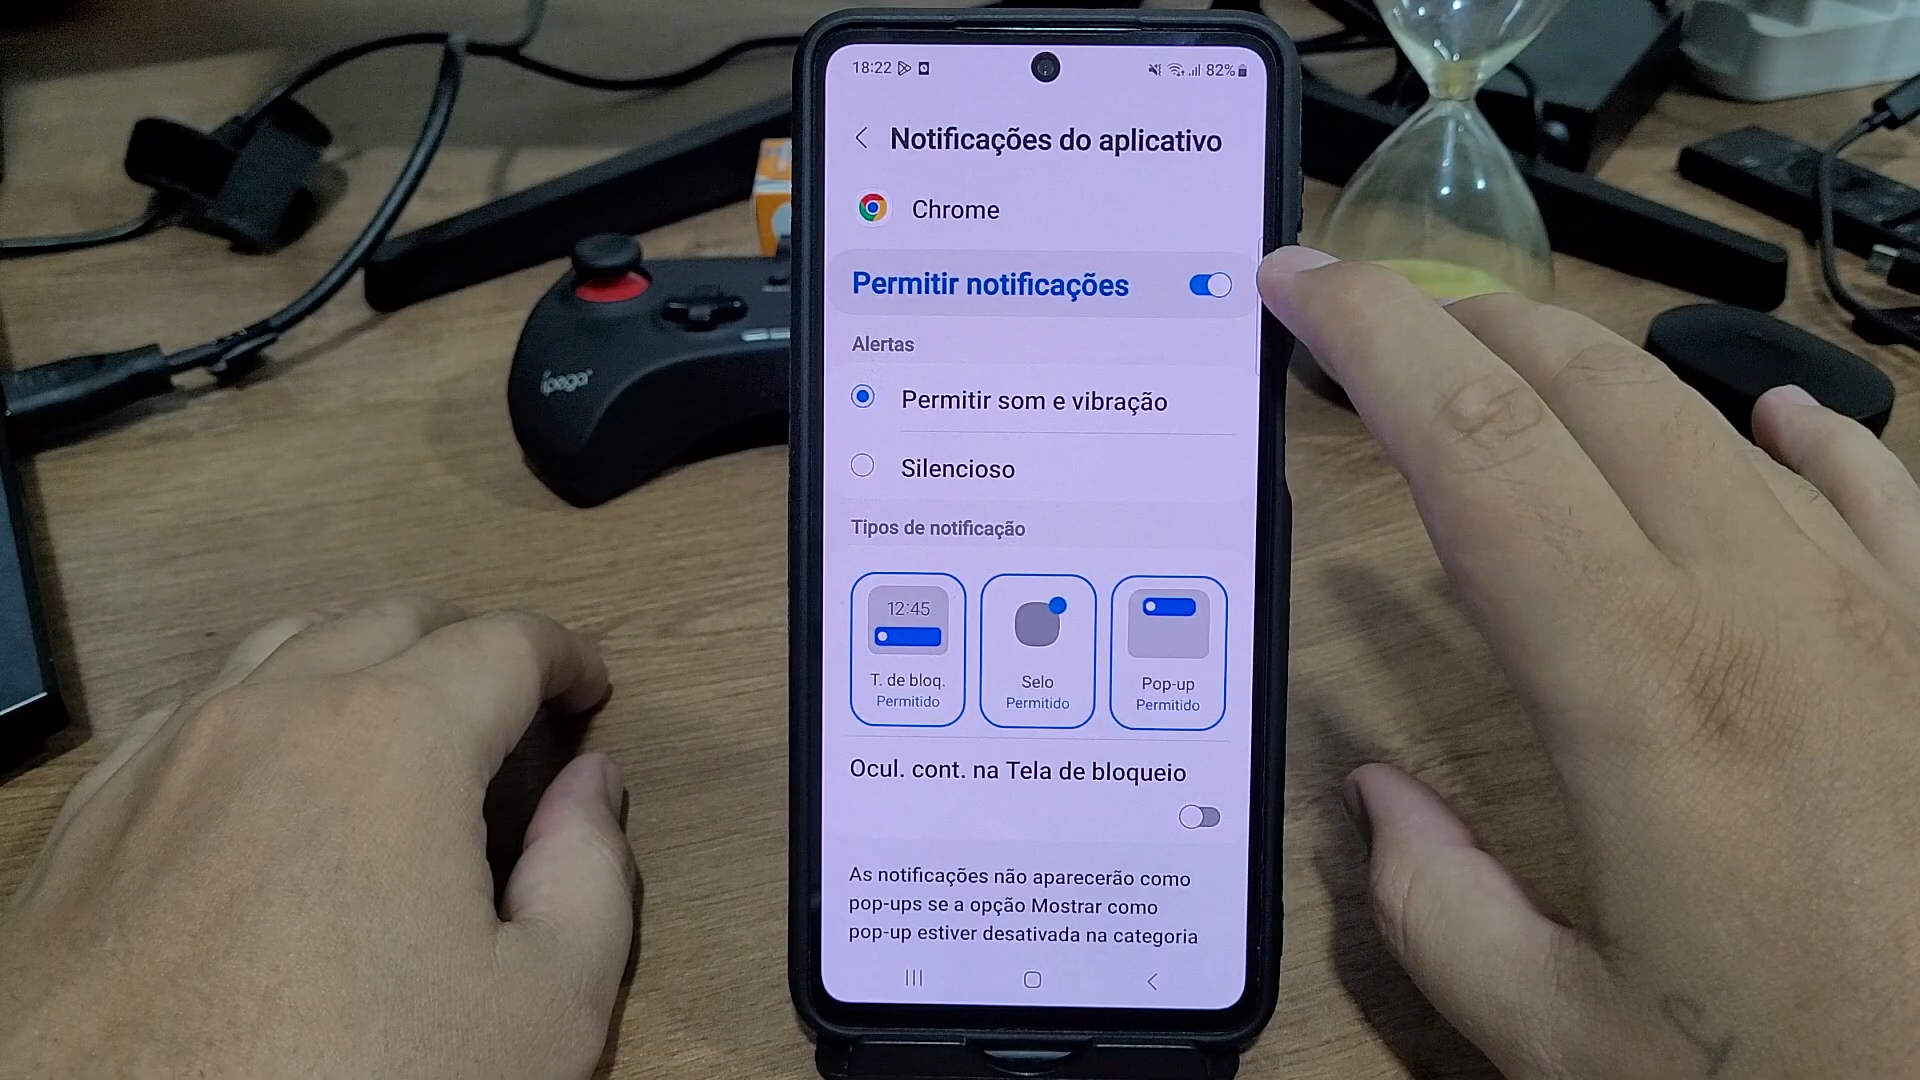 18:22 82%
Notificações do aplicativo
Chrome
Permitir notificações
Alertas
Permitir som e vibração
Silencioso
Tipos de notificação
12:45
T. de bloq.
Permitido
Selo
Permitido
Pop-up
Permitido
Ocul. cont. na Tela de bloqueio
As notificações não aparecerão como
pop-ups se a opção Mostrar como
pop-up estiver desativada na categoria
ipega